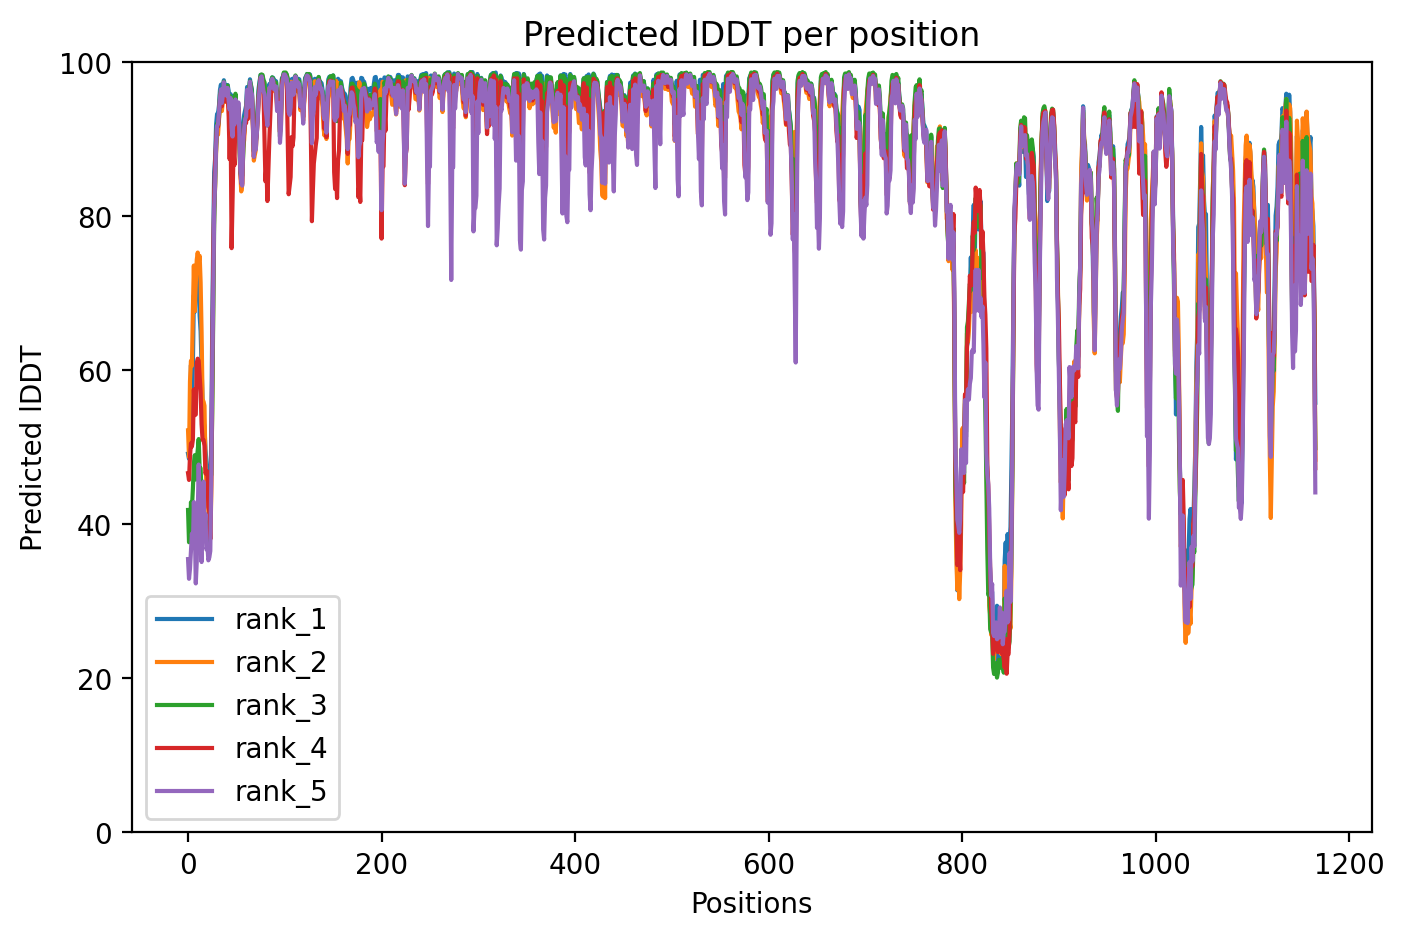 Predicted lDDT per position
100
80
60
40
20
0
Predicted lDDT
rank_1
rank_2
rank_3
rank_4
rank_5
0 200 400 600 800 1000 1200
Positions